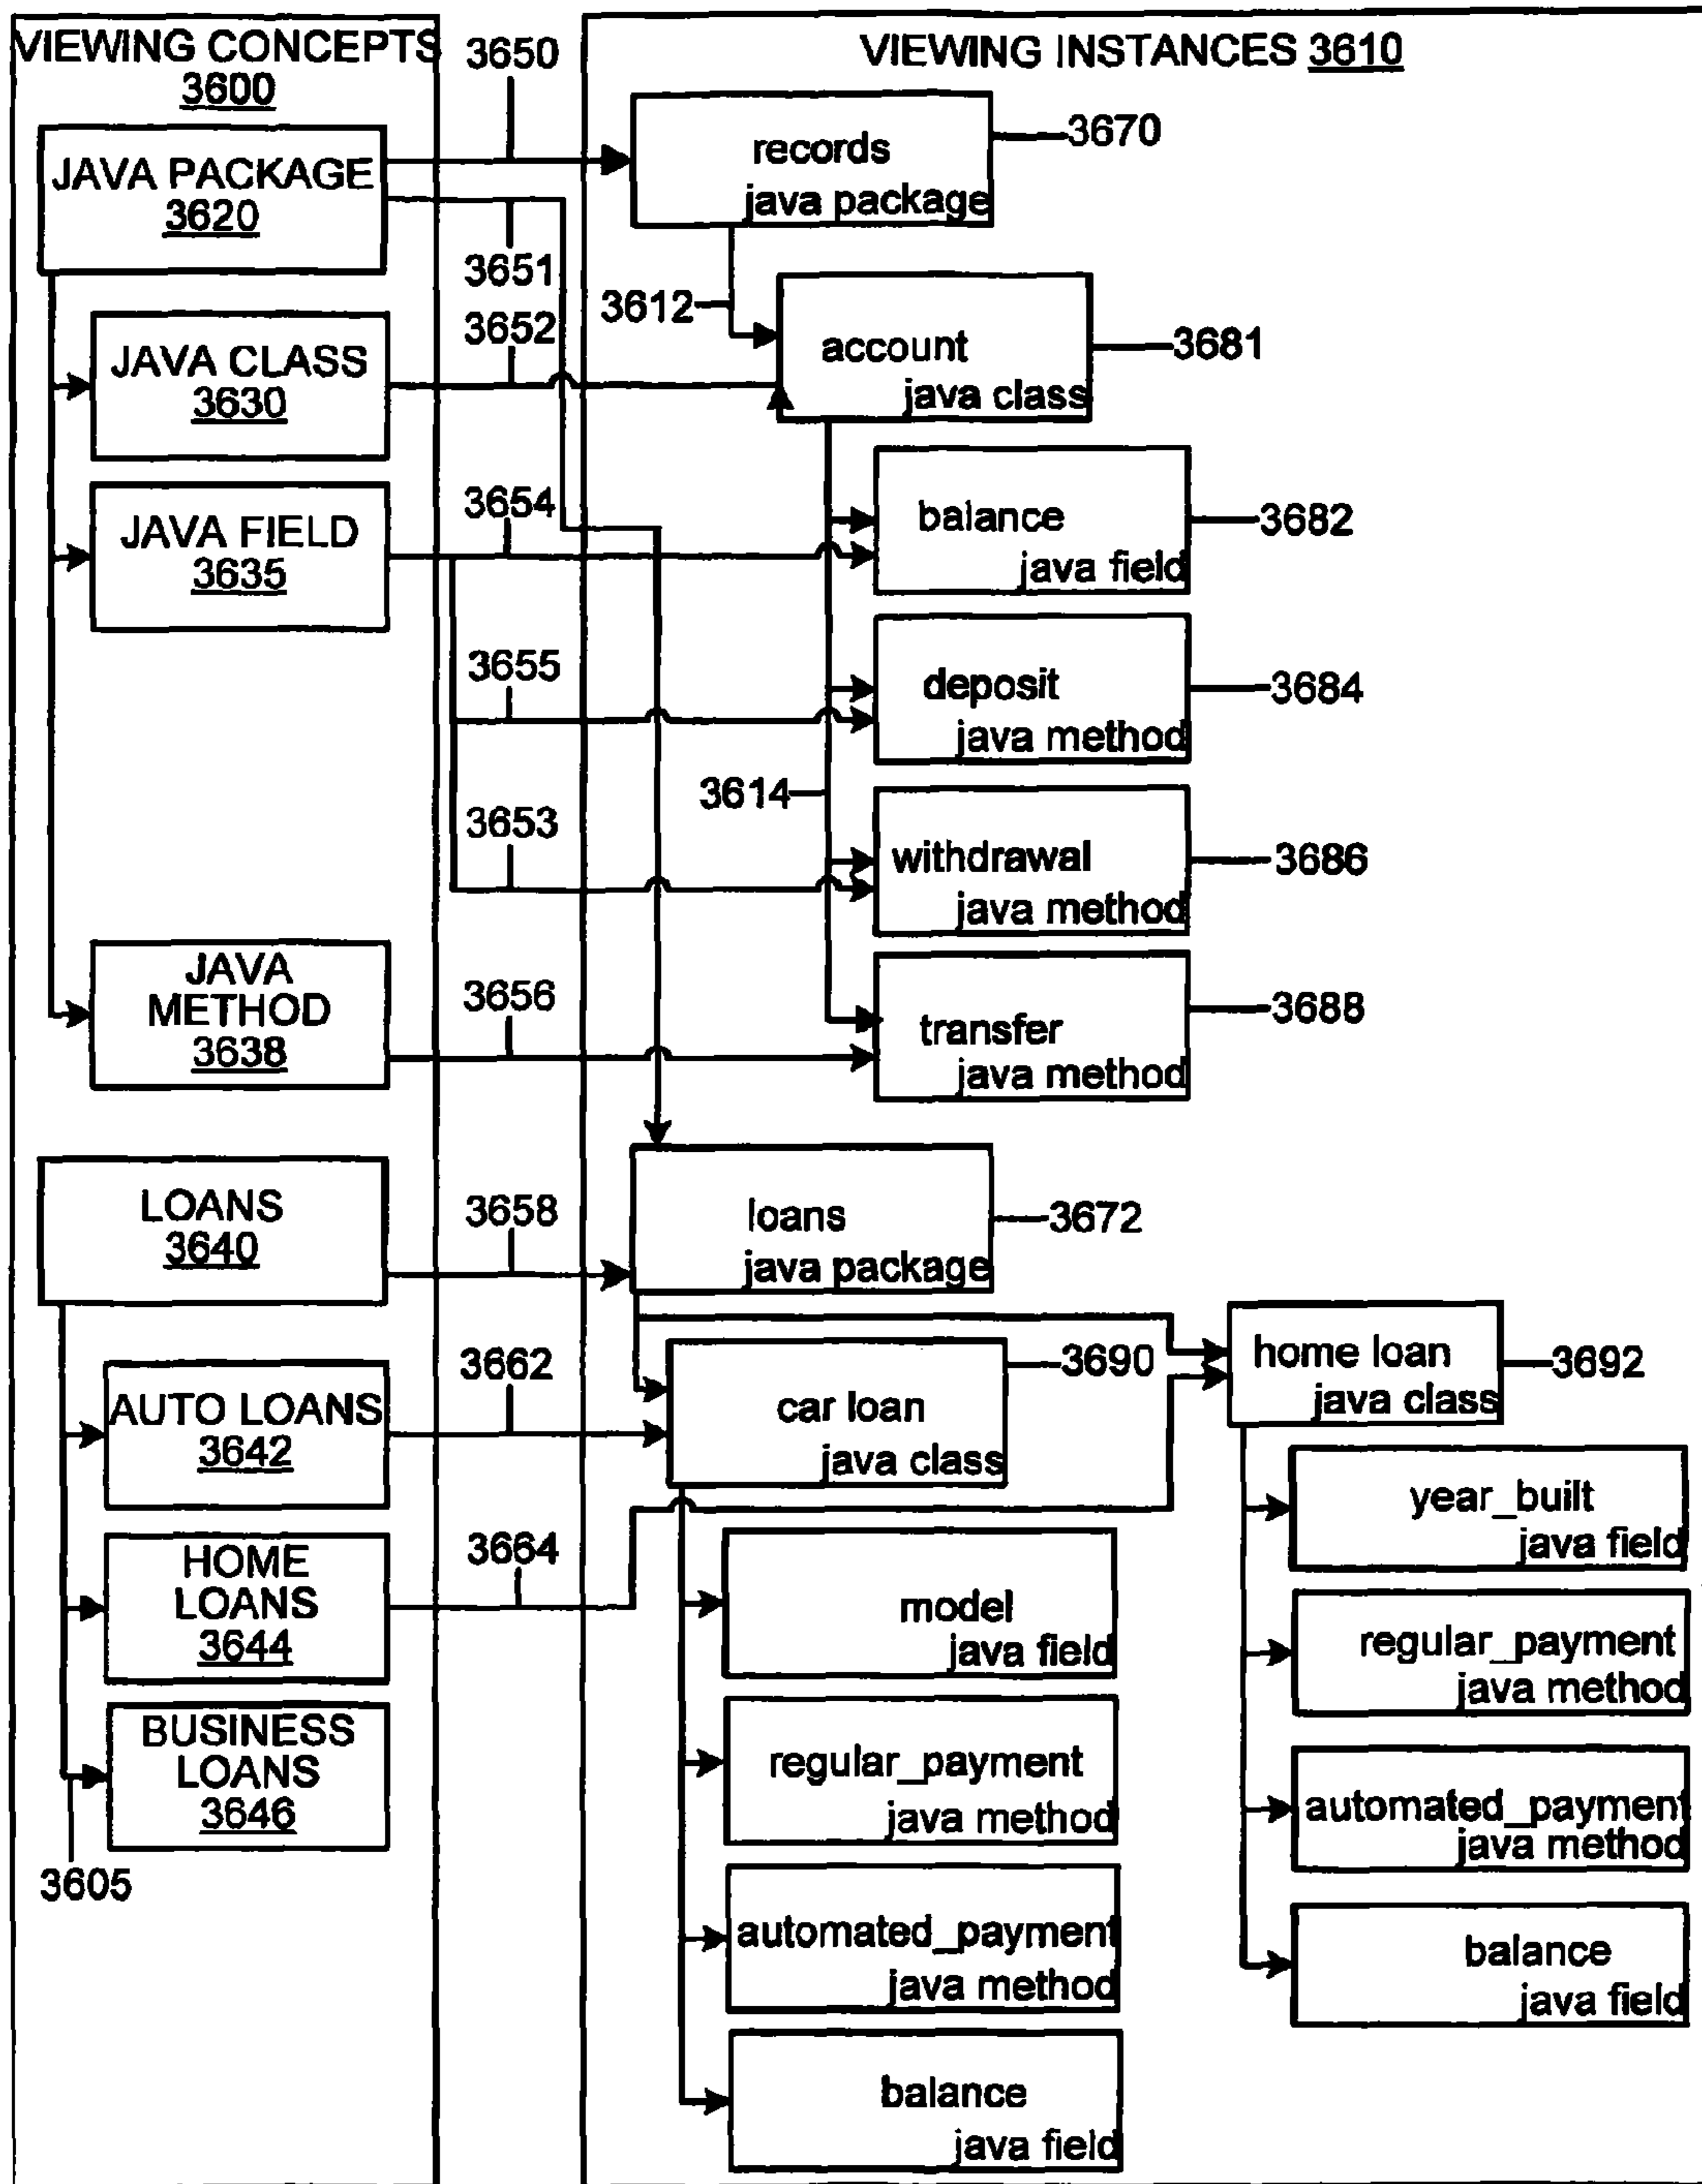 VIEWING CONCEPTS
3600
JAVA PACKAGE
3620
JAVA CLASS
3630
JAVA FIELD
3635
JAVA
METHOD
3638
LOANS
3640
AUTO LOANS
3642
HOME
LOANS
3644
BUSINESS
LOANS
3646
3605
3650
3651
3652
3654
3655
3653
3656
3658
3662
3664
VIEWING INSTANCES 3610
records
java package
3670
3612
account
java class
3681
balance
java field
3682
deposit
java method
3684
3614
withdrawal
java method
3686
transfer
java method
3688
loans
java package
3672
car loan
java class
3690
model
java field
regular_payment
java method
automated_payment
java method
balance
java field
home loan
java class
3692
year_built
java field
regular_payment
java method
automated_payment
java method
balance
java field